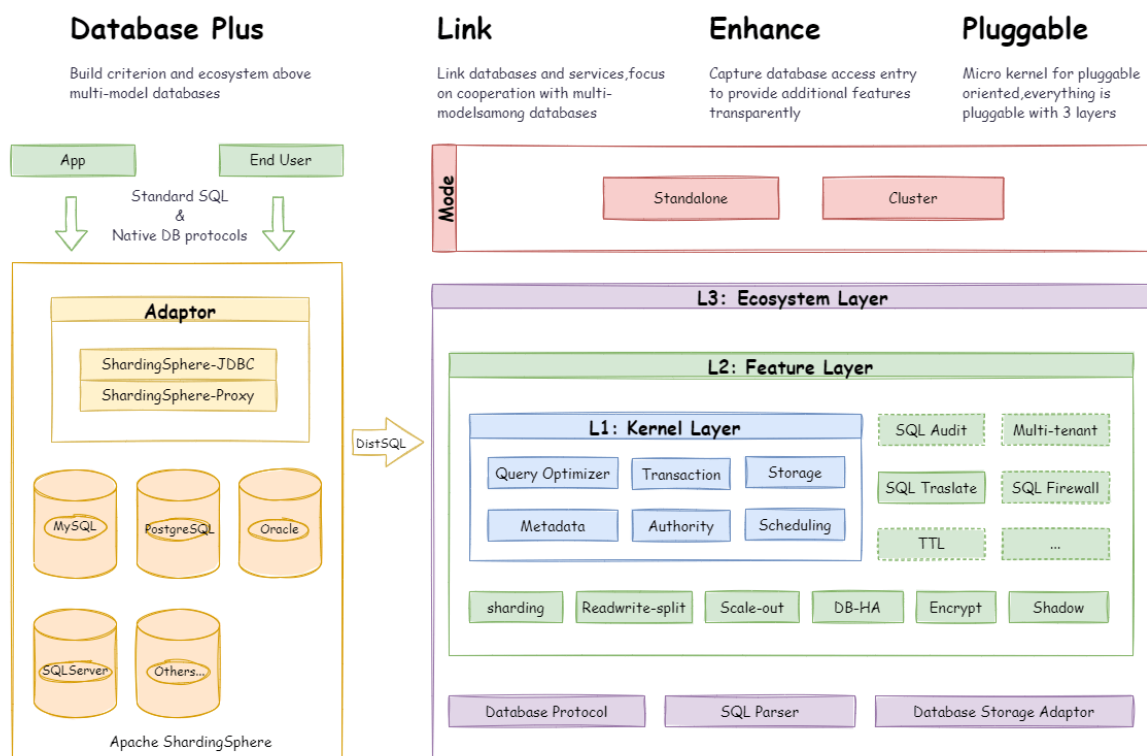 Database Plus
Build criterion and ecosystem above
multi-model databases
Link
Link databases and services,focus
on cooperation with multi-
modelsamong databases
Enhance
Capture database access entry
to provide additional features
transparently
Pluggable
Micro kernel for pluggable
oriented,everything is
pluggable with 3 layers
App
End User
Standard SQL
&
Native DB protocols
Adaptor
ShardingSphere-JDBC
ShardingSphere-Proxy
MySQL
PostgreSQL
Oracle
SQLServer
Others...
Apache ShardingSphere
DistSQL
Mode
Standalone
Cluster
L3: Ecosystem Layer
L2: Feature Layer
L1: Kernel Layer
Query Optimizer
Transaction
Storage
Metadata
Authority
Scheduling
SQL Audit
Multi-tenant
SQL Traslate
SQL Firewall
TTL
...
sharding
Readwrite-split
Scale-out
DB-HA
Encrypt
Shadow
Database Protocol
SQL Parser
Database Storage Adaptor